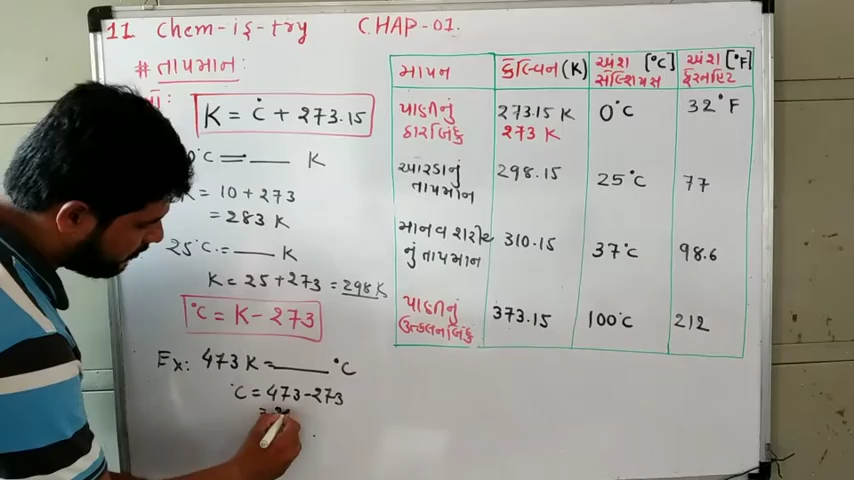 11 Chem-is-try CHAP-01.
# તાપમાન:
K = °C + 273.15
0°C = ___ K
= 10 + 273
= 283 K
25°C. = ___ K
K = 25 + 273 = 298 K
°C = K - 273
Ex: 473 K = ___ °C
°C = 473 - 273
માપન
કેલ્વિન (K)
અંશ [°C]
સેલ્શિયસ
અંશ [°F]
ફેરનહિટ
પાણીનું
ઠારબિંદુ
273.15 K
273 K
0°C
32°F
ઓરડાનું
તાપમાન
298.15
25°C
77
માનવ શરીર
નું તાપમાન
310.15
37°C
98.6
પાણીનું
ઉત્કલનબિંદુ
373.15
100°C
212